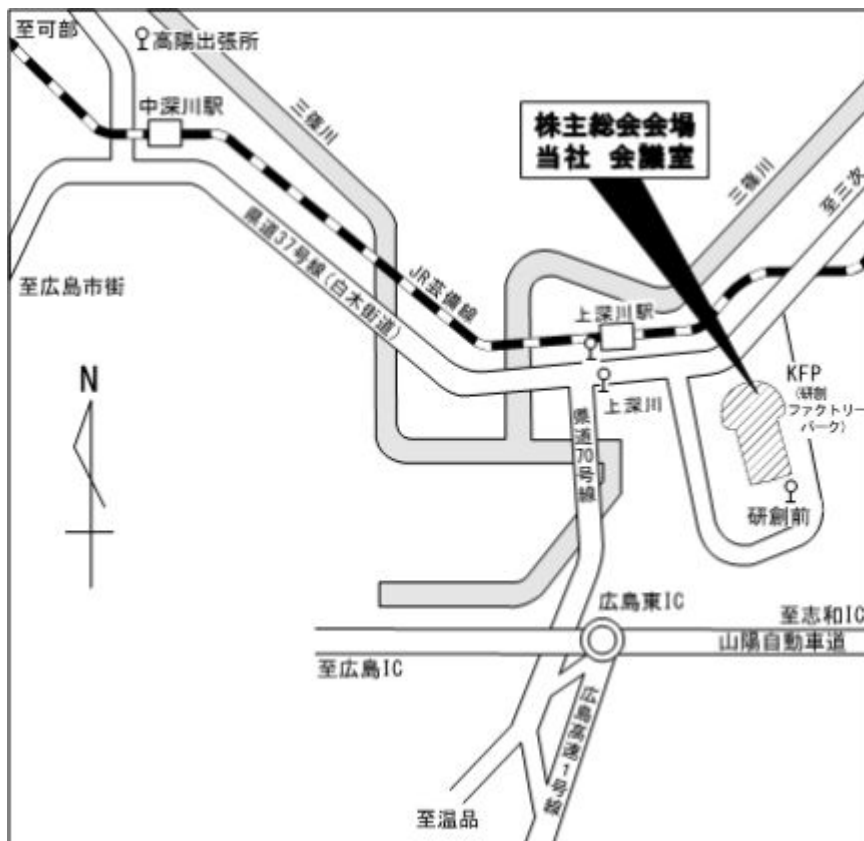 至可部
高陽出張所
中深川駅
三篠川
株主総会会場
当社 会議室
三篠川
至三次
県道37号線(白木街道)
JR芸備線
至広島市街
上深川駅
上深川
KFP
(研創
ファクトリー
パーク)
N
県道70号線
研創前
広島東IC
至志和IC
山陽自動車道
至広島IC
広島高速1号線
至温品